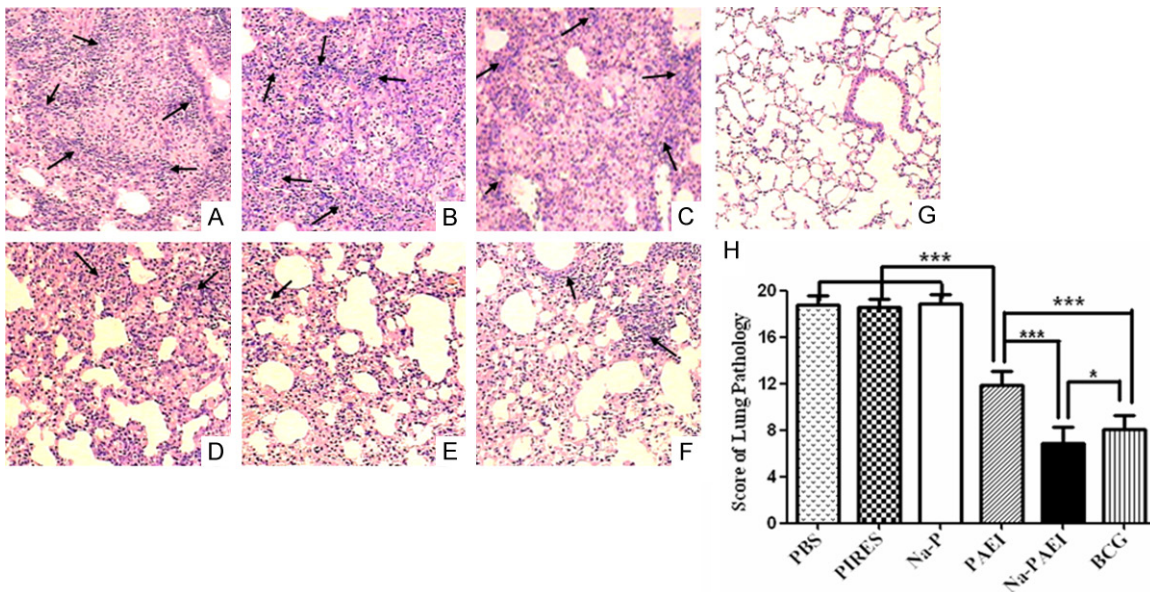 A
B
C
G
D
E
F
H
Score of Lung Pathology
20
16
12
8
4
0
***
***
***
*
PBS
PIRES
Na-P
PAEI
Na-PAEI
BCG